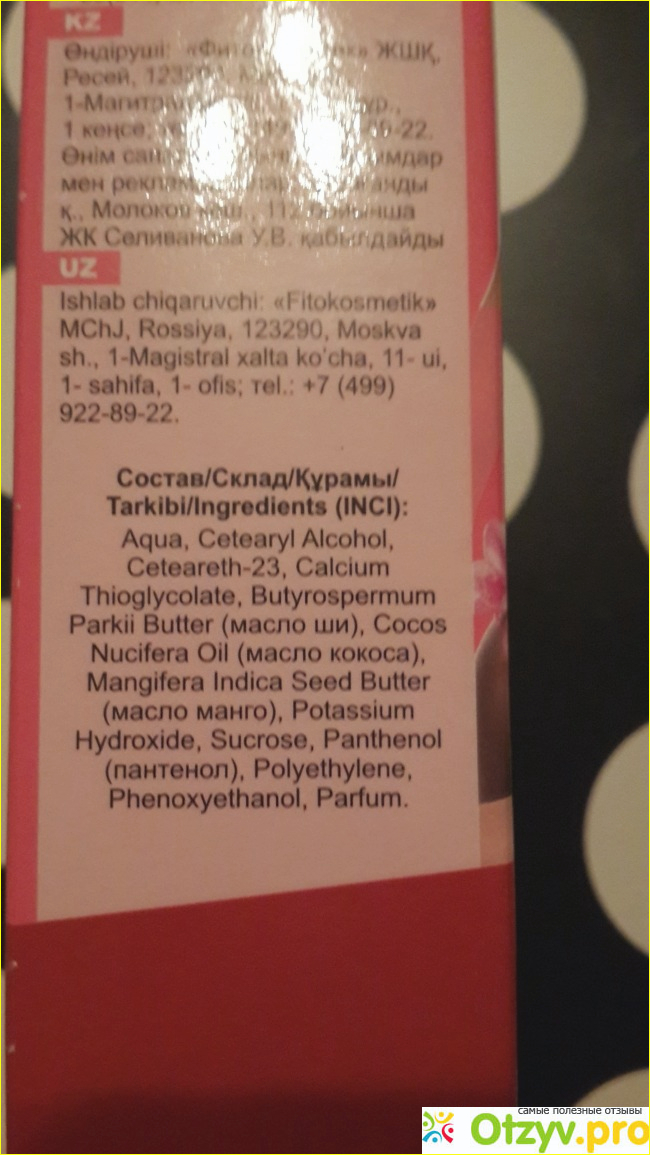 KZ
Өндіруші: ЖШҚ,
Ресей,
1 кеңсе;
Өнім
мен
қ., Молоков
ЖК Селиванова У.В. қабылдайды
UZ
Ishlab chiqaruvchi: «Fitokosmetik»
MChJ, Rossiya, 123290, Moskva
sh., 1-Magistral xalta ko'cha, 11- ui,
1- sahifa, 1- ofis; тел.: +7 (499)
922-89-22.
Состав/Склад/Құрамы/
Tarkibi/Ingredients (INCI):
Aqua, Cetearyl Alcohol,
Ceteareth-23, Calcium
Thioglycolate, Butyrospermum
Parkii Butter (масло ши), Cocos
Nucifera Oil (масло кокоса),
Mangifera Indica Seed Butter
(масло манго), Potassium
Hydroxide, Sucrose, Panthenol
(пантенол), Polyethylene,
Phenoxyethanol, Parfum.
самые полезные отзывы
Otzyv.pro